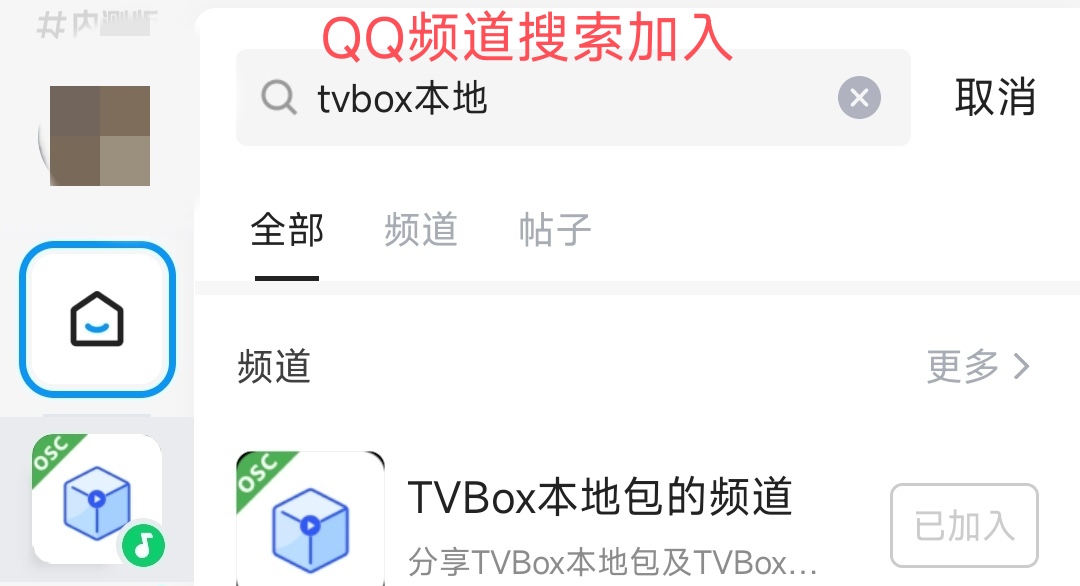 #内测版
QQ频道搜索加入
tvbox本地
取消
全部
频道
帖子
频道
更多
OSC
OSC
TVBox本地包的频道
已加入
分享TVBox本地包及TVBox...